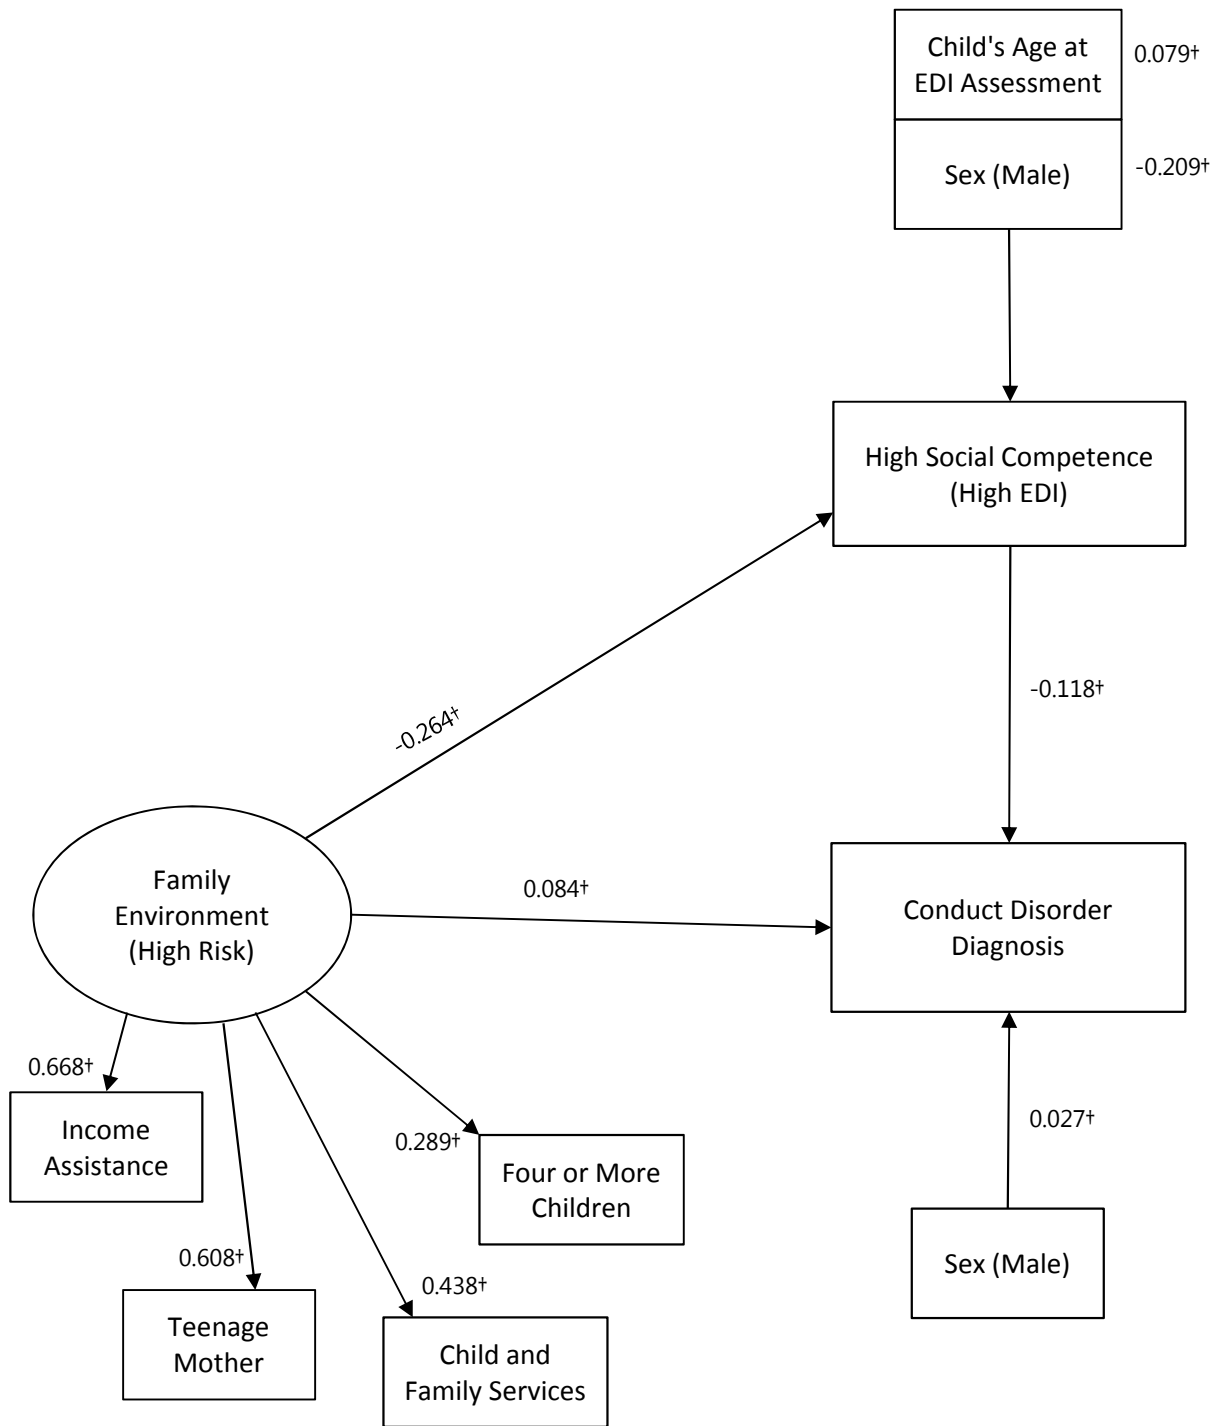 Child's Age at
EDI Assessment
0.079†
Sex (Male)
-0.209†
High Social Competence
(High EDI)
-0.118†
-0.264†
Family
Environment
(High Risk)
0.084†
Conduct Disorder
Diagnosis
0.668†
Income
Assistance
0.289†
Four or More
Children
0.027†
0.608†
Teenage
Mother
0.438†
Child and
Family Services
Sex (Male)